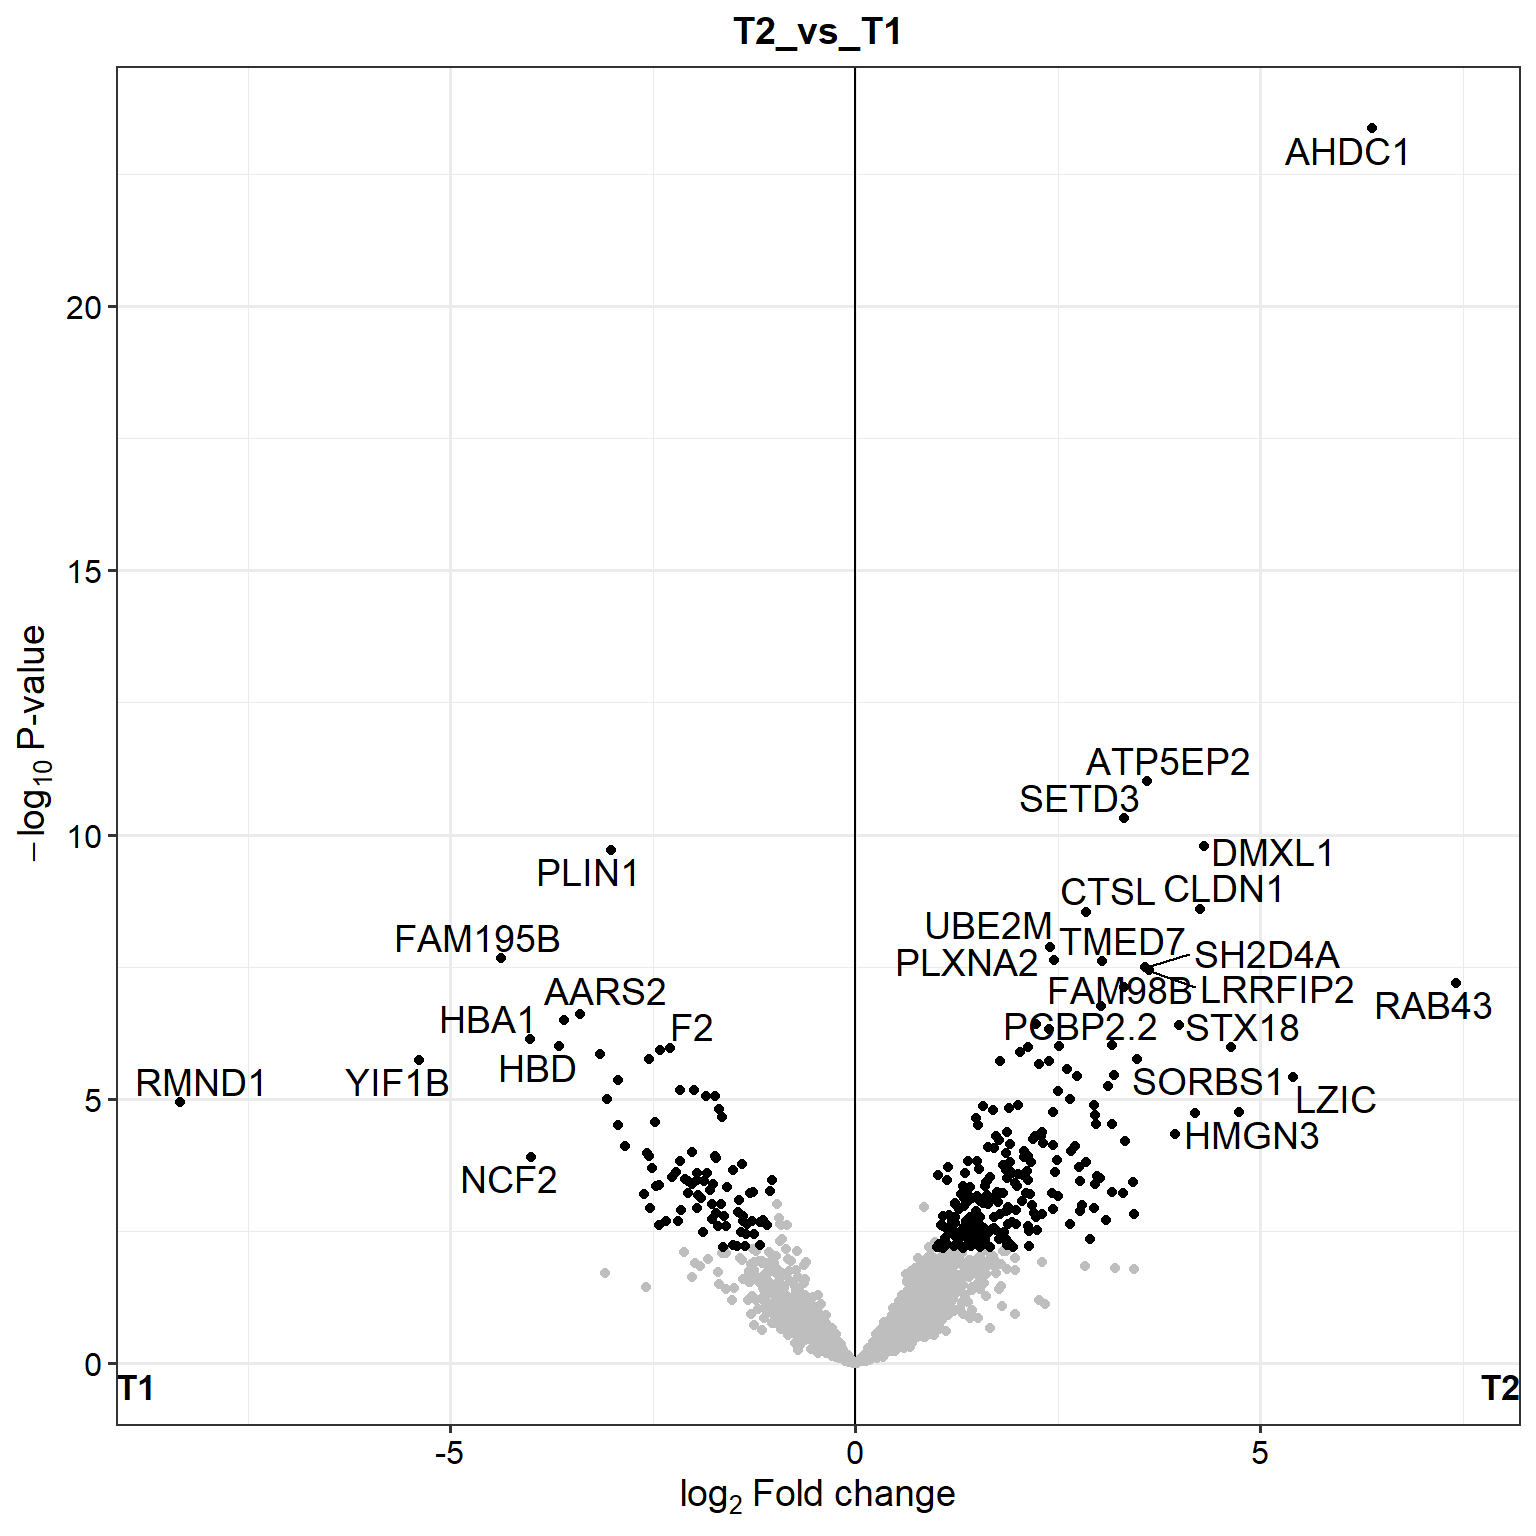 T2_vs_T1
AHDC1
20
15
ATP5EP2
SETD3
−log10 P-value
10
DMXL1
PLIN1
CTSL
CLDN1
UBE2M
FAM195B
TMED7
PLXNA2
SH2D4A
AARS2
FAM98B
LRRFIP2
RAB43
HBA1
F2
PCBP2.2
STX18
HBD
RMND1
YIF1B
SORBS1
5
LZIC
HMGN3
NCF2
0
T1
T2
-5
0
5
log2 Fold change